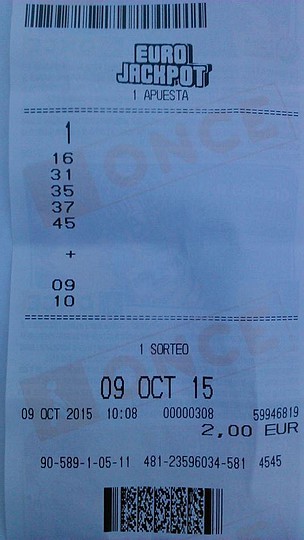 EURO
JACKPOT
1 APUESTA
1
16
31
35
37
45
+
09
10
1 SORTEO
09 OCT 15
09 OCT 2015 10:08 00000308 59946819
2,00 EUR
90-589-1-05-11 481-23596034-581 4545
ONCE